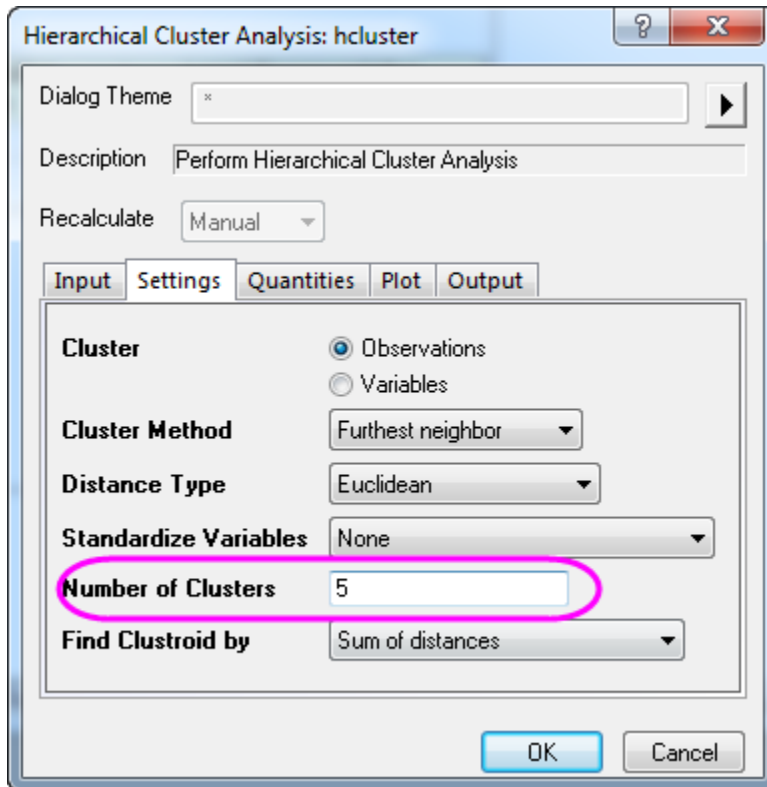 Hierarchical Cluster Analysis: hcluster
Dialog Theme *
Description Perform Hierarchical Cluster Analysis
Recalculate Manual
Input Settings Quantities Plot Output
Cluster Observations
Variables
Cluster Method Furthest neighbor
Distance Type Euclidean
Standardize Variables None
Number of Clusters 5
Find Clustroid by Sum of distances
OK Cancel